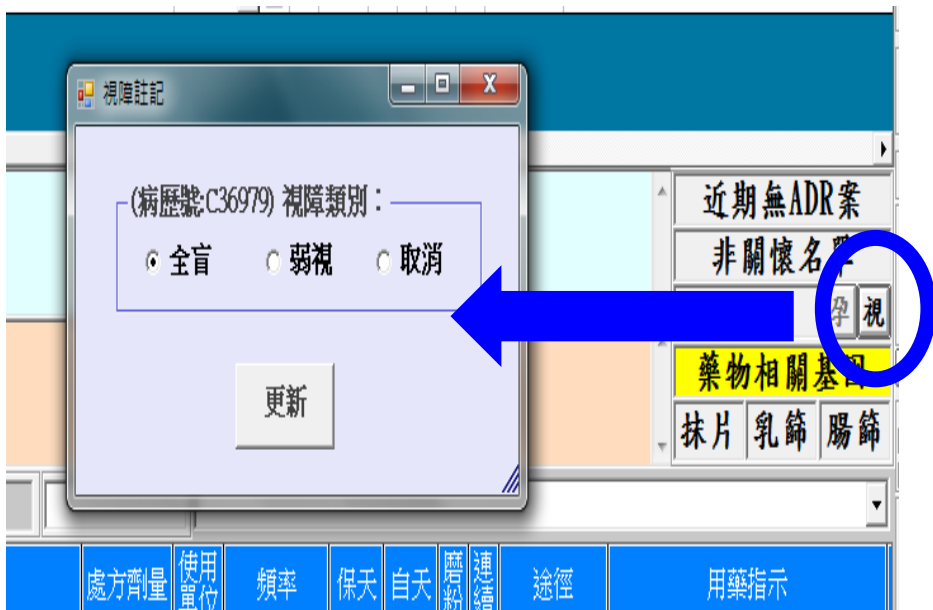 視障註記
(病歷號:C36979) 視障類別：
全盲 弱視 取消
更新
近期無ADR案
非關懷名單
孕 視
藥物相關基因
抹片 乳篩 腸篩
處方劑量 使用單位 頻率 保天 自天 磨粉 連續 途徑 用藥指示